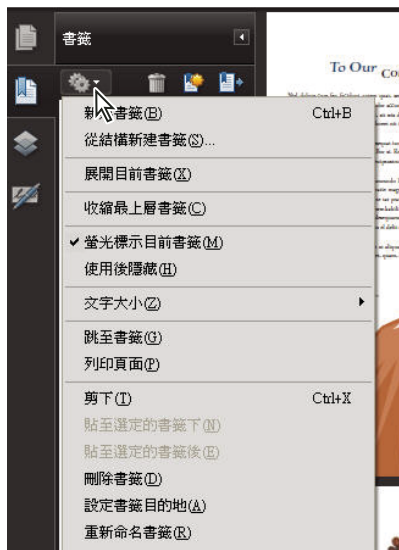 書籤
To Our Co
新 書籤(B) Ctrl+B
從結構新建書籤(S)...
展開目前書籤(X)
收縮最上層書籤(C)
螢光標示目前書籤(M)
使用後隱藏(H)
文字大小(Z)
跳至書籤(G)
列印頁面(P)
剪下(T) Ctrl+X
貼至選定的書籤下(N)
貼至選定的書籤後(E)
刪除書籤(D)
設定書籤目的地(A)
重新命名書籤(R)